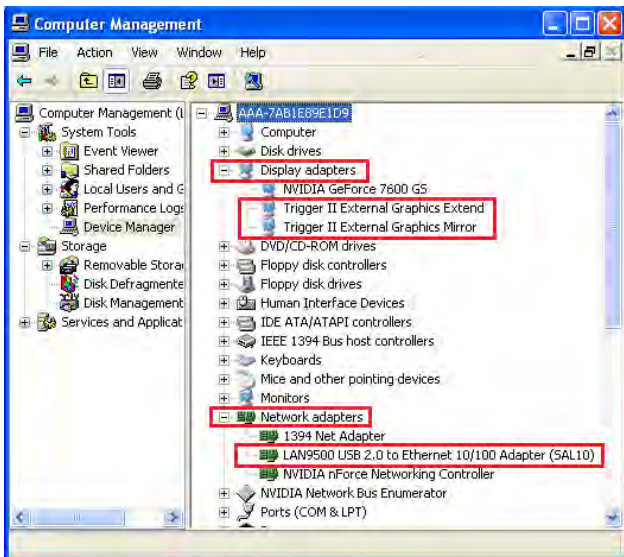 Computer Management
File Action View Window Help
Computer Management (L
System Tools
Event Viewer
Shared Folders
Local Users and G
Performance Logs
Device Manager
Storage
Removable Storag
Disk Defragmente
Disk Management
Services and Applicat
AAA-7AB1E89E1D9
Computer
Disk drives
Display adapters
NVIDIA GeForce 7600 GS
Trigger II External Graphics Extend
Trigger II External Graphics Mirror
DVD/CD-ROM drives
Floppy disk controllers
Floppy disk drives
Human Interface Devices
IDE ATA/ATAPI controllers
IEEE 1394 Bus host controllers
Keyboards
Mice and other pointing devices
Monitors
Network adapters
1394 Net Adapter
LAN9500 USB 2.0 to Ethernet 10/100 Adapter (SAL10)
NVIDIA nForce Networking Controller
NVIDIA Network Bus Enumerator
Ports (COM & LPT)